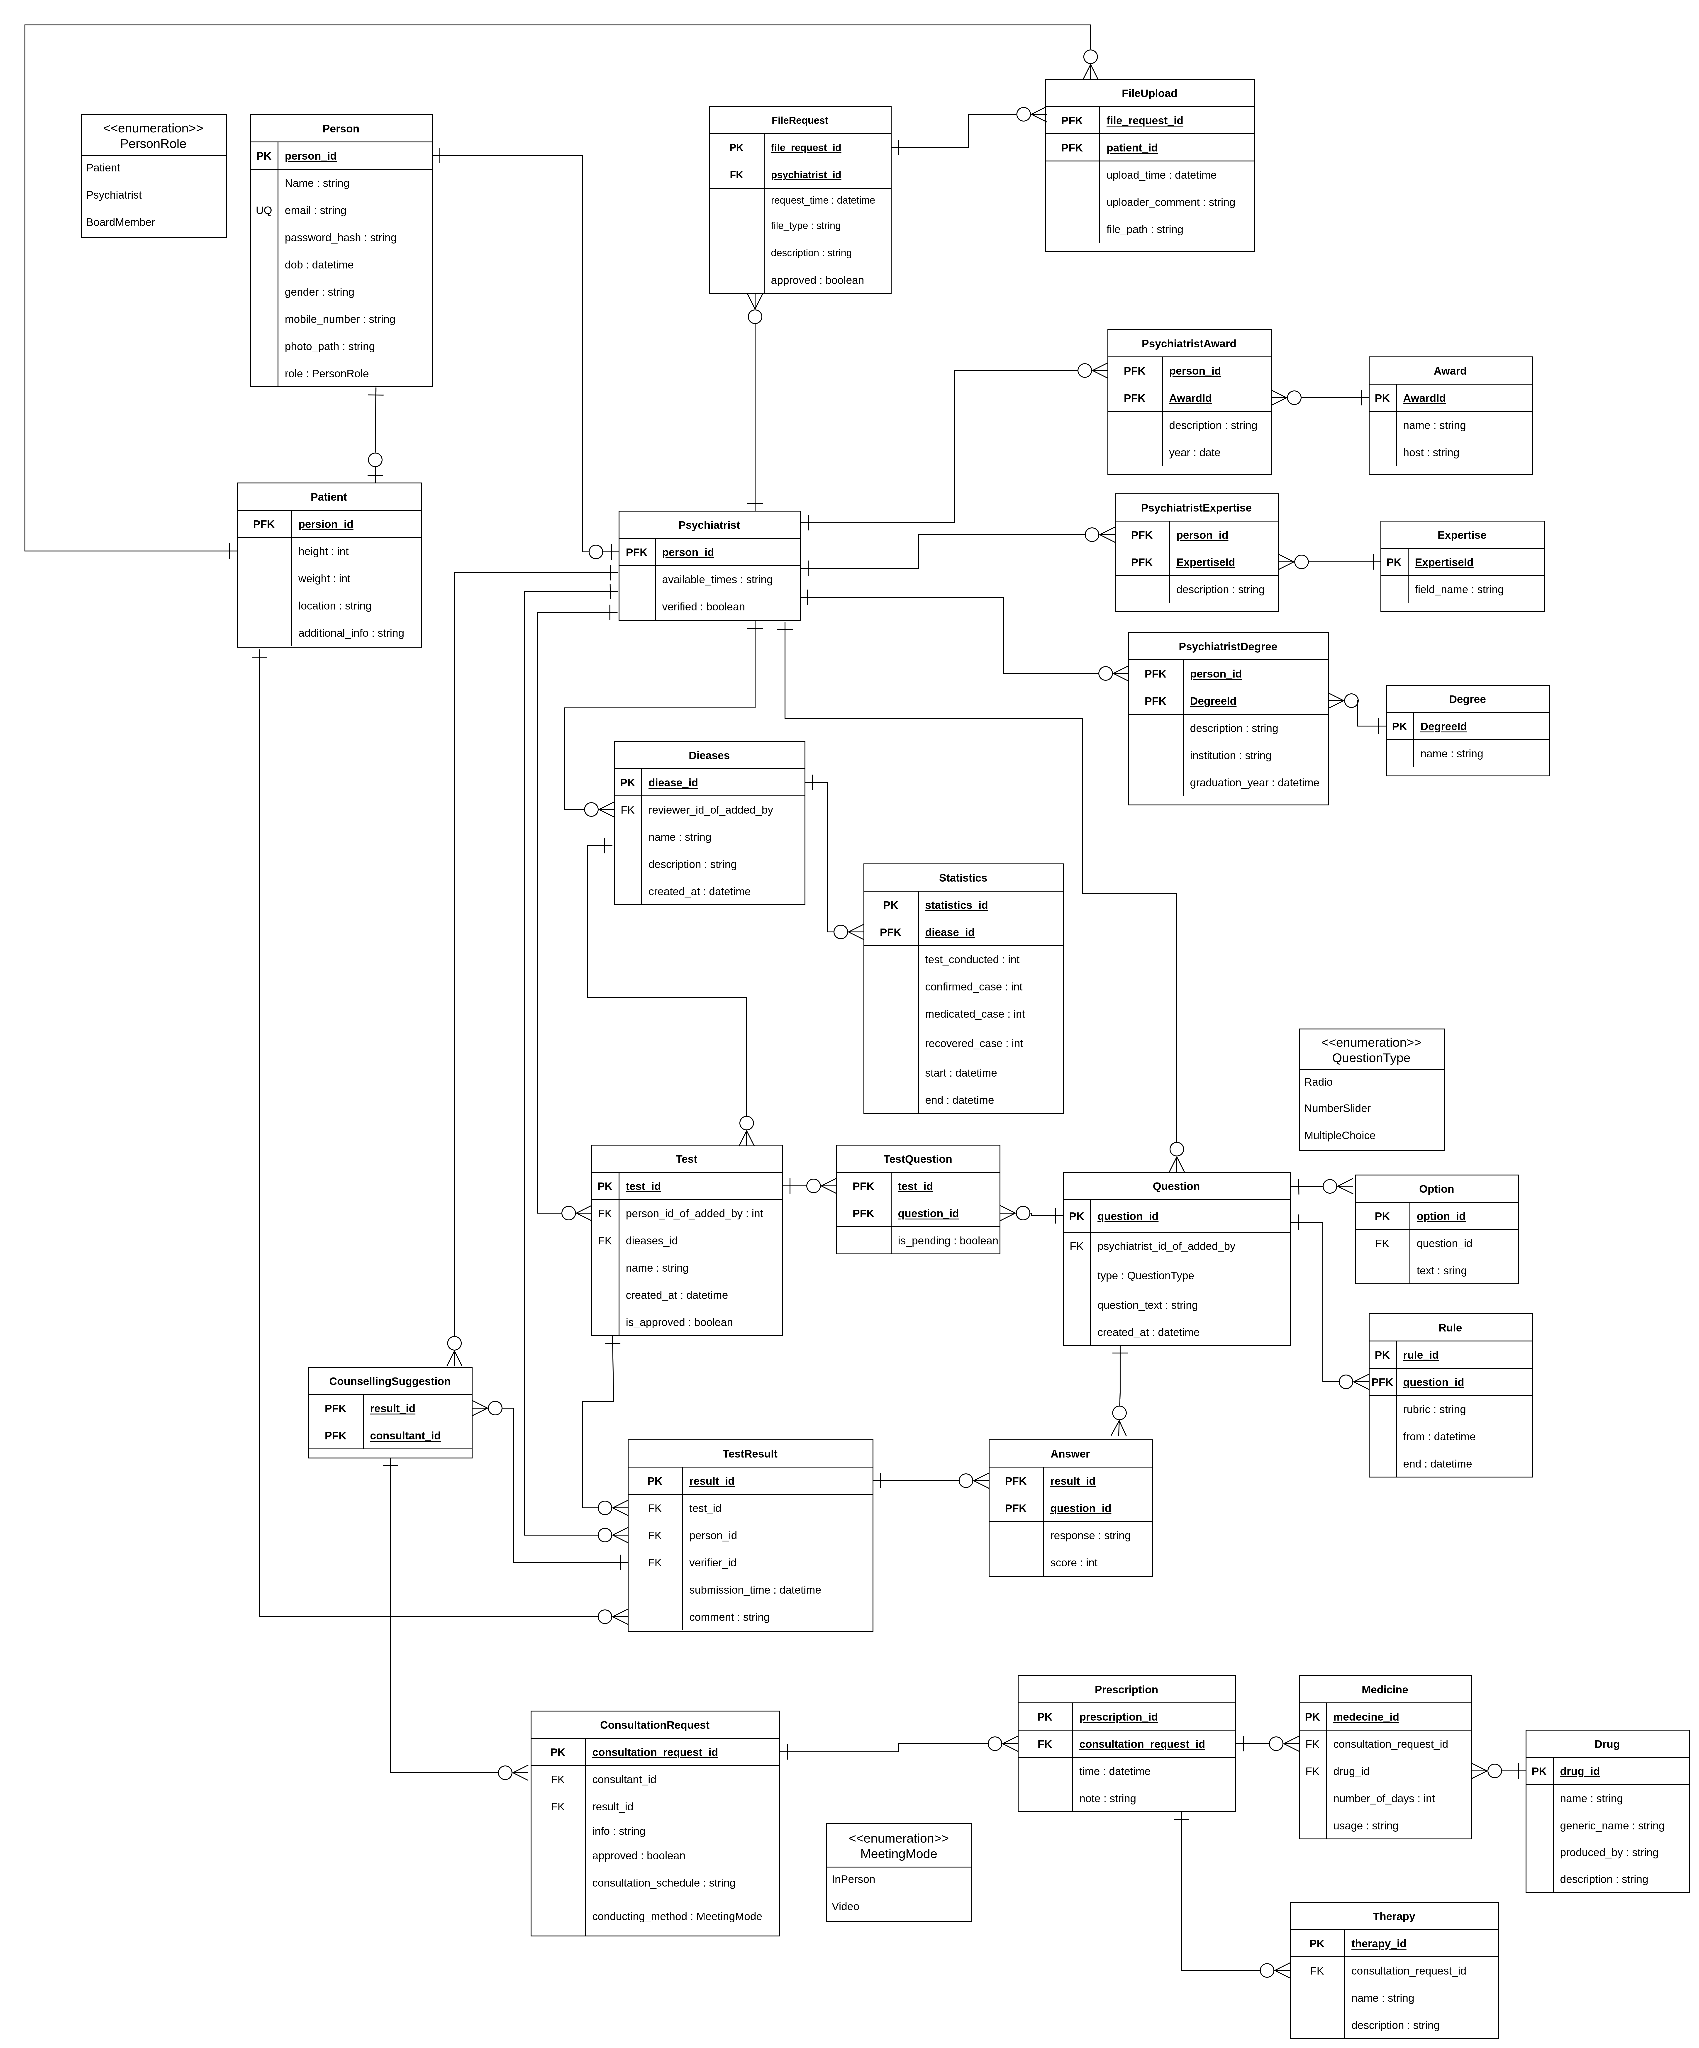 <<enumeration>>
PersonRole
Patient
Psychiatrist
BoardMember
Person
PK person_id
Name : string
UQ email : string
password_hash : string
dob : datetime
gender : string
mobile_number : string
photo_path : string
role : PersonRole
FileRequest
PK file_request_id
FK psychiatrist_id
request_time : datetime
file_type : string
description : string
approved : boolean
FileUpload
PFK file_request_id
PFK patient_id
upload_time : datetime
uploader_comment : string
file_path : string
PsychiatristAward
PFK person_id
PFK AwardId
description : string
year : date
Award
PK AwardId
name : string
host : string
Patient
PFK persion_id
height : int
weight : int
location : string
additional_info : string
Psychiatrist
PFK person_id
available_times : string
verified : boolean
PsychiatristExpertise
PFK person_id
PFK ExpertiseId
description : string
Expertise
PK ExpertiseId
field_name : string
PsychiatristDegree
PFK person_id
PFK DegreeId
description : string
institution : string
graduation_year : datetime
Degree
PK DegreeId
name : string
Dieases
PK diease_id
FK reviewer_id_of_added_by
name : string
description : string
created_at : datetime
Statistics
PK statistics_id
PFK diease_id
test_conducted : int
confirmed_case : int
medicated_case : int
recovered_case : int
start : datetime
end : datetime
<<enumeration>>
QuestionType
Radio
NumberSlider
MultipleChoice
Test
PK test_id
FK person_id_of_added_by : int
FK dieases_id
name : string
created_at : datetime
is_approved : boolean
TestQuestion
PFK test_id
PFK question_id
is_pending : boolean
Question
PK question_id
FK psychiatrist_id_of_added_by
type : QuestionType
question_text : string
created_at : datetime
Option
PK option_id
FK question_id
text : sring
Rule
PK rule_id
PFK question_id
rubric : string
from : datetime
end : datetime
CounsellingSuggestion
PFK result_id
PFK consultant_id
TestResult
PK result_id
FK test_id
FK person_id
FK verifier_id
submission_time : datetime
comment : string
Answer
PFK result_id
PFK question_id
response : string
score : int
ConsultationRequest
PK consultation_request_id
FK consultant_id
FK result_id
info : string
approved : boolean
consultation_schedule : string
conducting_method : MeetingMode
<<enumeration>>
MeetingMode
InPerson
Video
Prescription
PK prescription_id
FK consultation_request_id
time : datetime
note : string
Medicine
PK medecine_id
FK consultation_request_id
FK drug_id
number_of_days : int
usage : string
Drug
PK drug_id
name : string
generic_name : string
produced_by : string
description : string
Therapy
PK therapy_id
FK consultation_request_id
name : string
description : string